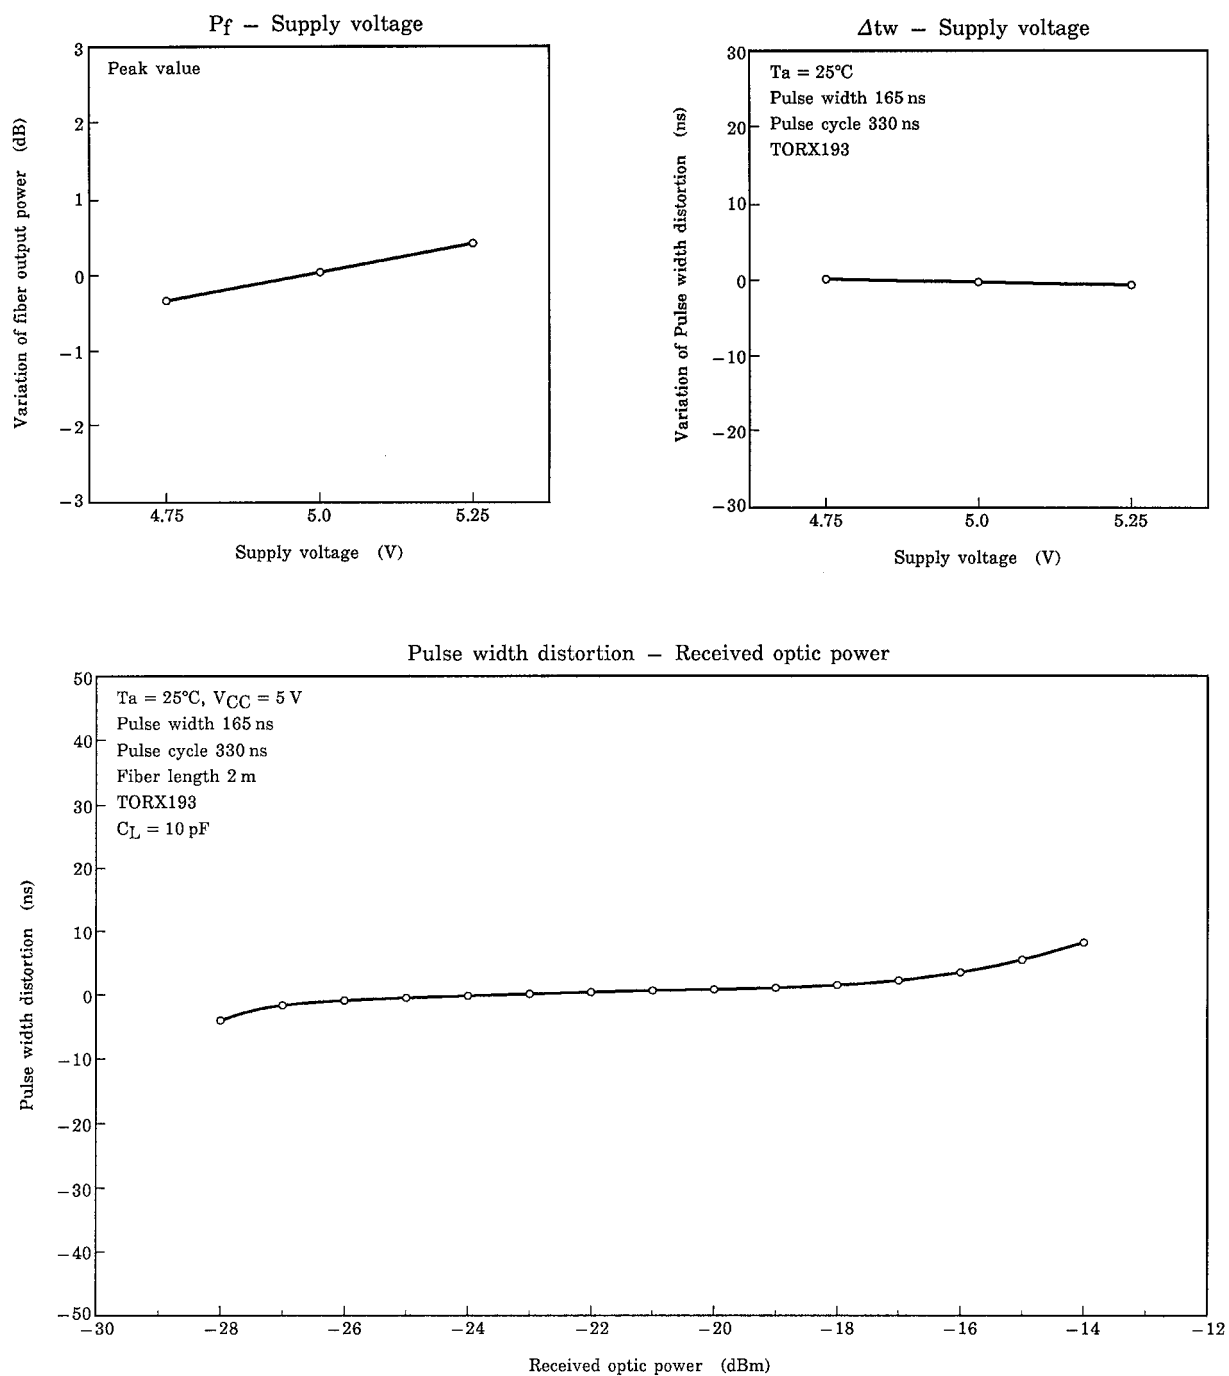 Pf – Supply voltage
Peak value
Variation of fiber output power (dB)
3
2
1
0
−1
−2
−3
4.75 5.0 5.25
Supply voltage (V)
Δtw – Supply voltage
Ta = 25°C
Pulse width 165 ns
Pulse cycle 330 ns
TORX193
Variation of Pulse width distortion (ns)
30
20
10
0
−10
−20
−30
4.75 5.0 5.25
Supply voltage (V)
Pulse width distortion – Received optic power
Ta = 25°C, VCC = 5 V
Pulse width 165 ns
Pulse cycle 330 ns
Fiber length 2 m
TORX193
CL = 10 pF
Pulse width distortion (ns)
50
40
30
20
10
0
−10
−20
−30
−40
−50
−30 −28 −26 −24 −22 −20 −18 −16 −14 −12
Received optic power (dBm)